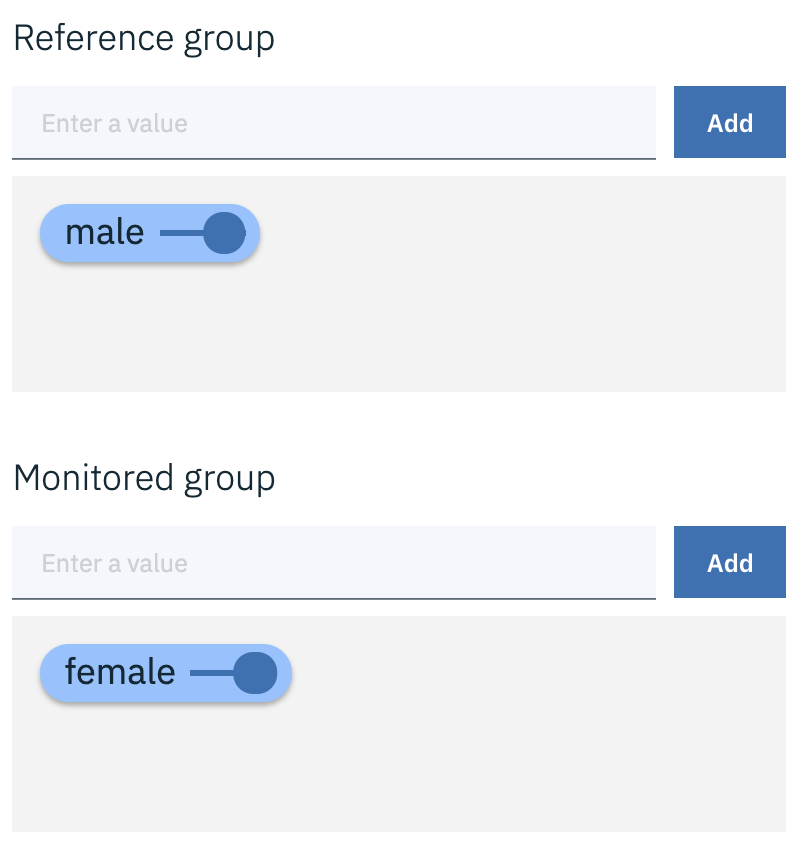 Reference group
Enter a value
Add
male
Monitored group
Enter a value
Add
female